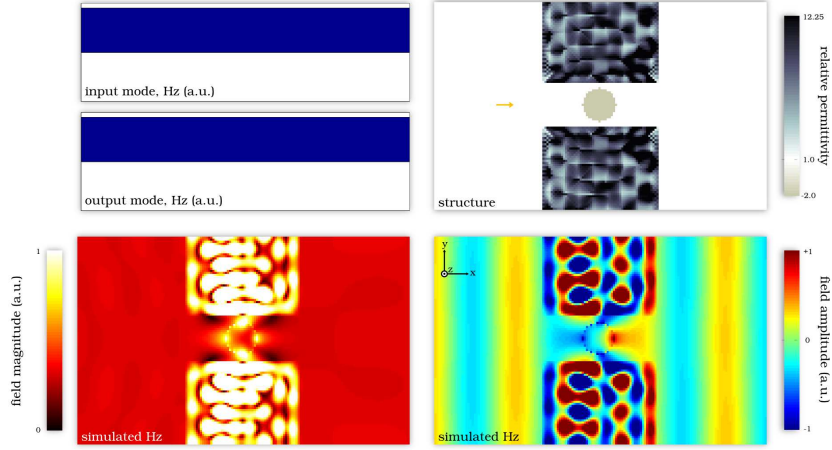 input mode, Hz (a.u.)
output mode, Hz (a.u.)
structure
12.25
1.0
-2.0
relative permittivity
1
0
field magnitude (a.u.)
simulated Hz
y
z
x
simulated Hz
+1
0
-1
field amplitude (a.u.)